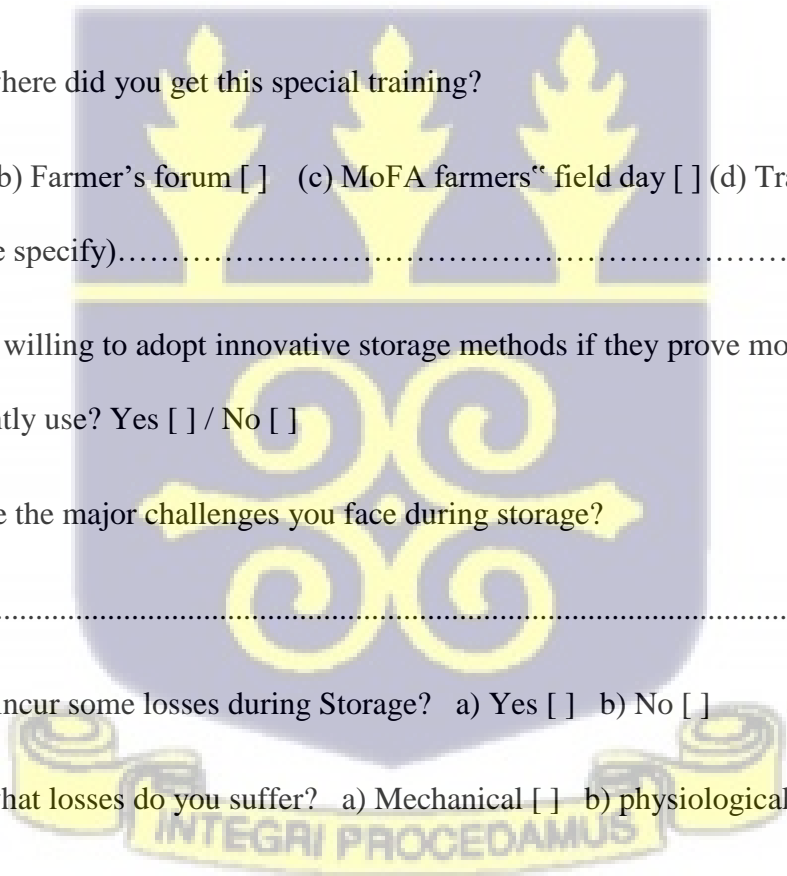 here did you get this special training?
b) Farmer's forum [ ] (c) MoFA farmers‟ field day [ ] (d) Tra
e specify)………………………………………………………………
willing to adopt innovative storage methods if they prove mo
ntly use? Yes [ ] / No [ ]
e the major challenges you face during storage?
....................................................................................................
incur some losses during Storage? a) Yes [ ] b) No [ ]
hat losses do you suffer? a) Mechanical [ ] b) physiological
INTEGRI PROCEDAMUS